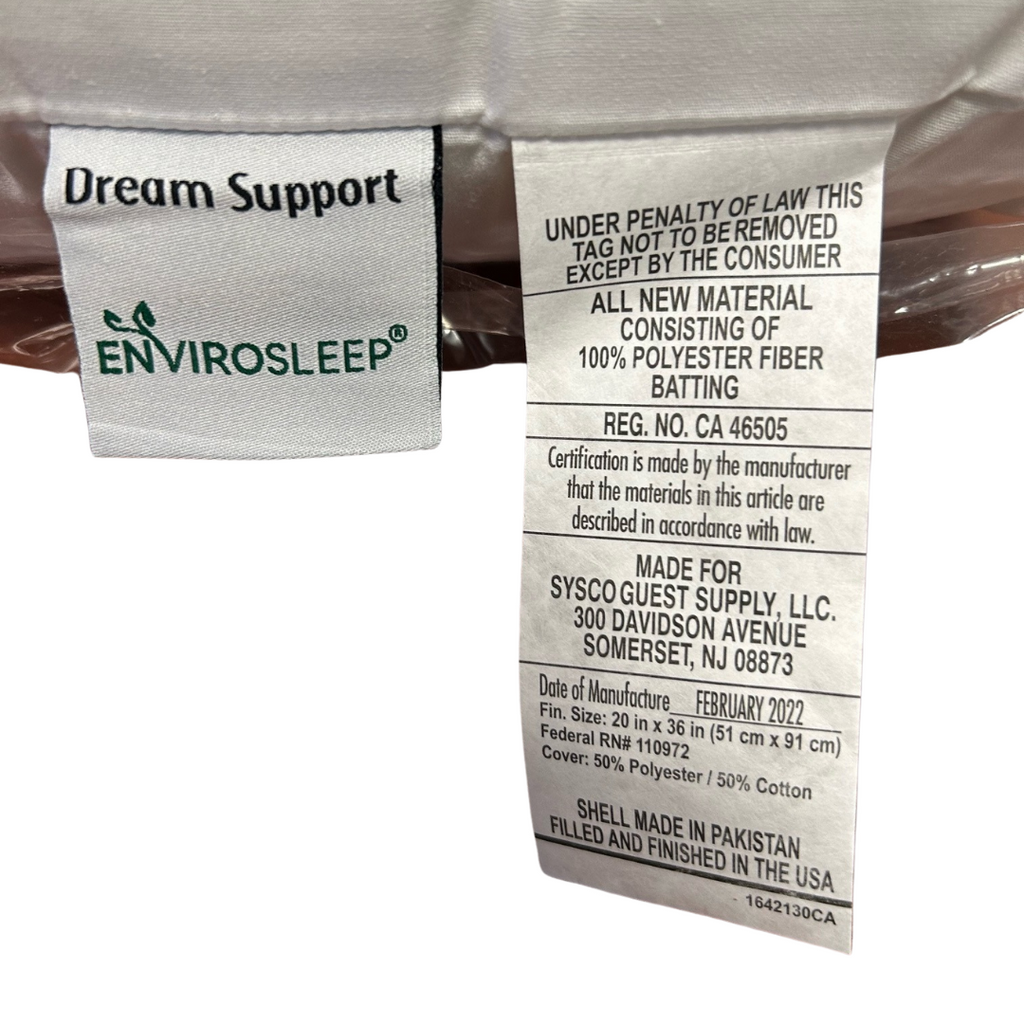 Dream Support
ENVIROSLEEP®
UNDER PENALTY OF LAW THIS
TAG NOT TO BE REMOVED
EXCEPT BY THE CONSUMER
ALL NEW MATERIAL
CONSISTING OF
100% POLYESTER FIBER
BATTING
REG. NO. CA 46505
Certification is made by the manufacturer
that the materials in this article are
described in accordance with law.
MADE FOR
SYSCO GUEST SUPPLY, LLC.
300 DAVIDSON AVENUE
SOMERSET, NJ 08873
Date of Manufacture FEBRUARY 2022
Fin. Size: 20 in x 36 in (51 cm x 91 cm)
Federal RN# 110972
Cover: 50% Polyester / 50% Cotton
SHELL MADE IN PAKISTAN
FILLED AND FINISHED IN THE USA
1642130CA